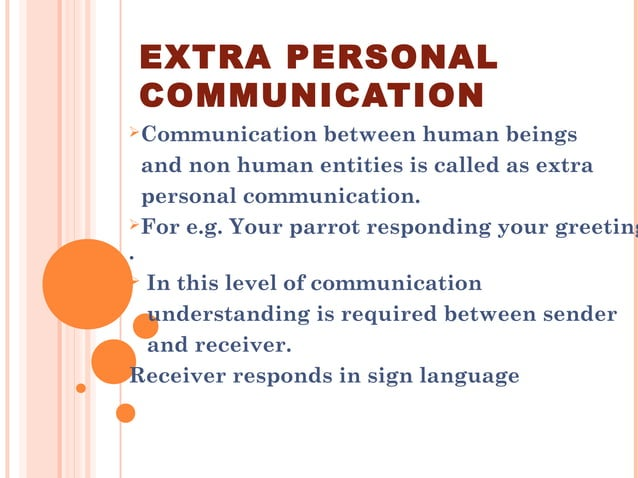 EXTRA PERSONAL
COMMUNICATION
➢Communication between human beings
and non human entities is called as extra
personal communication.
➢For e.g. Your parrot responding your greeting
.
➢ In this level of communication
understanding is required between sender
and receiver.
Receiver responds in sign language